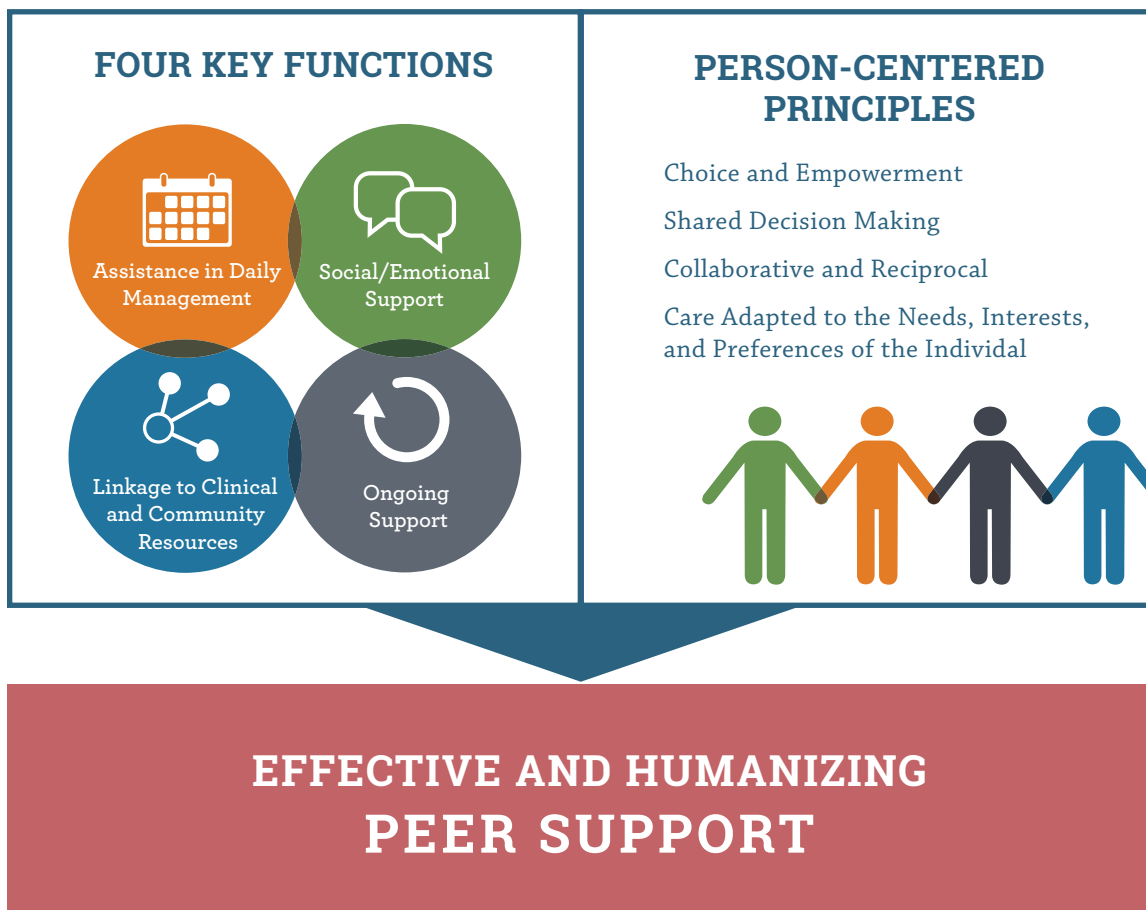 FOUR KEY FUNCTIONS
Assistance in Daily
Management
Social/Emotional
Support
Linkage to Clinical
and Community
Resources
Ongoing
Support
PERSON-CENTERED
PRINCIPLES
Choice and Empowerment
Shared Decision Making
Collaborative and Reciprocal
Care Adapted to the Needs, Interests,
and Preferences of the Individal
EFFECTIVE AND HUMANIZING
PEER SUPPORT